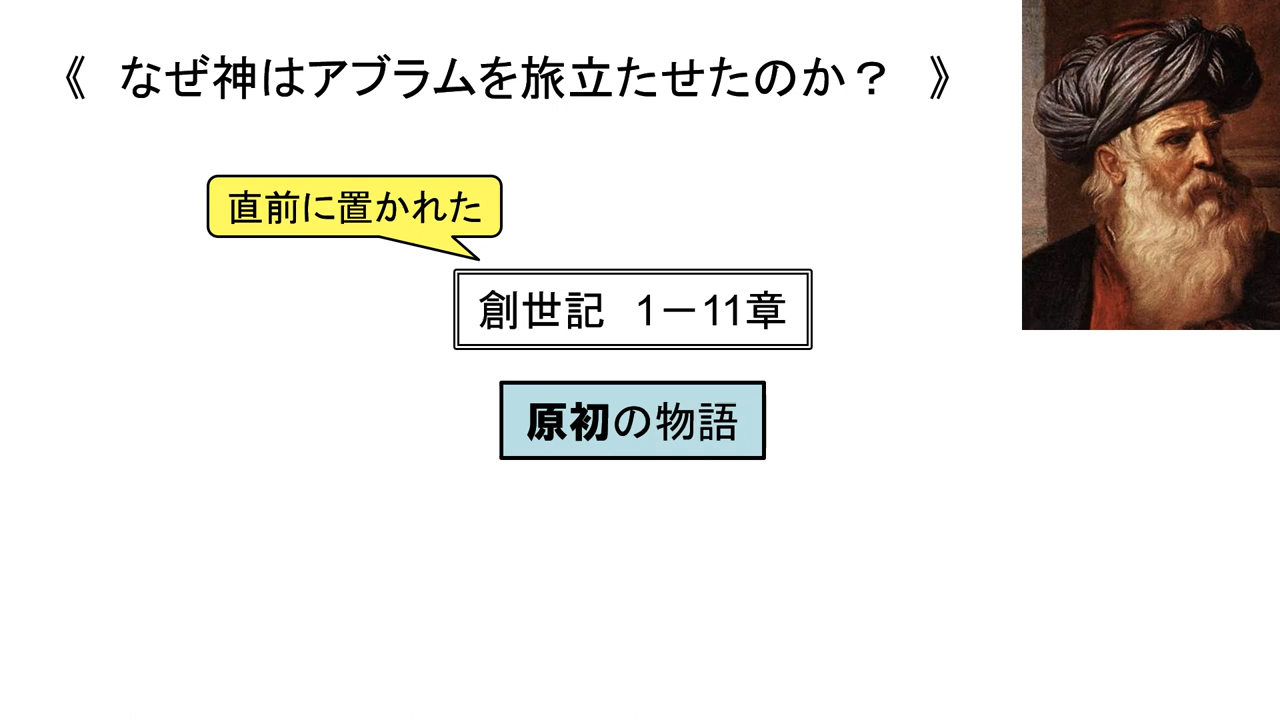 《　なぜ神はアブラムを旅立たせたのか？　》
直前に置かれた
創世記　1－11章
原初の物語